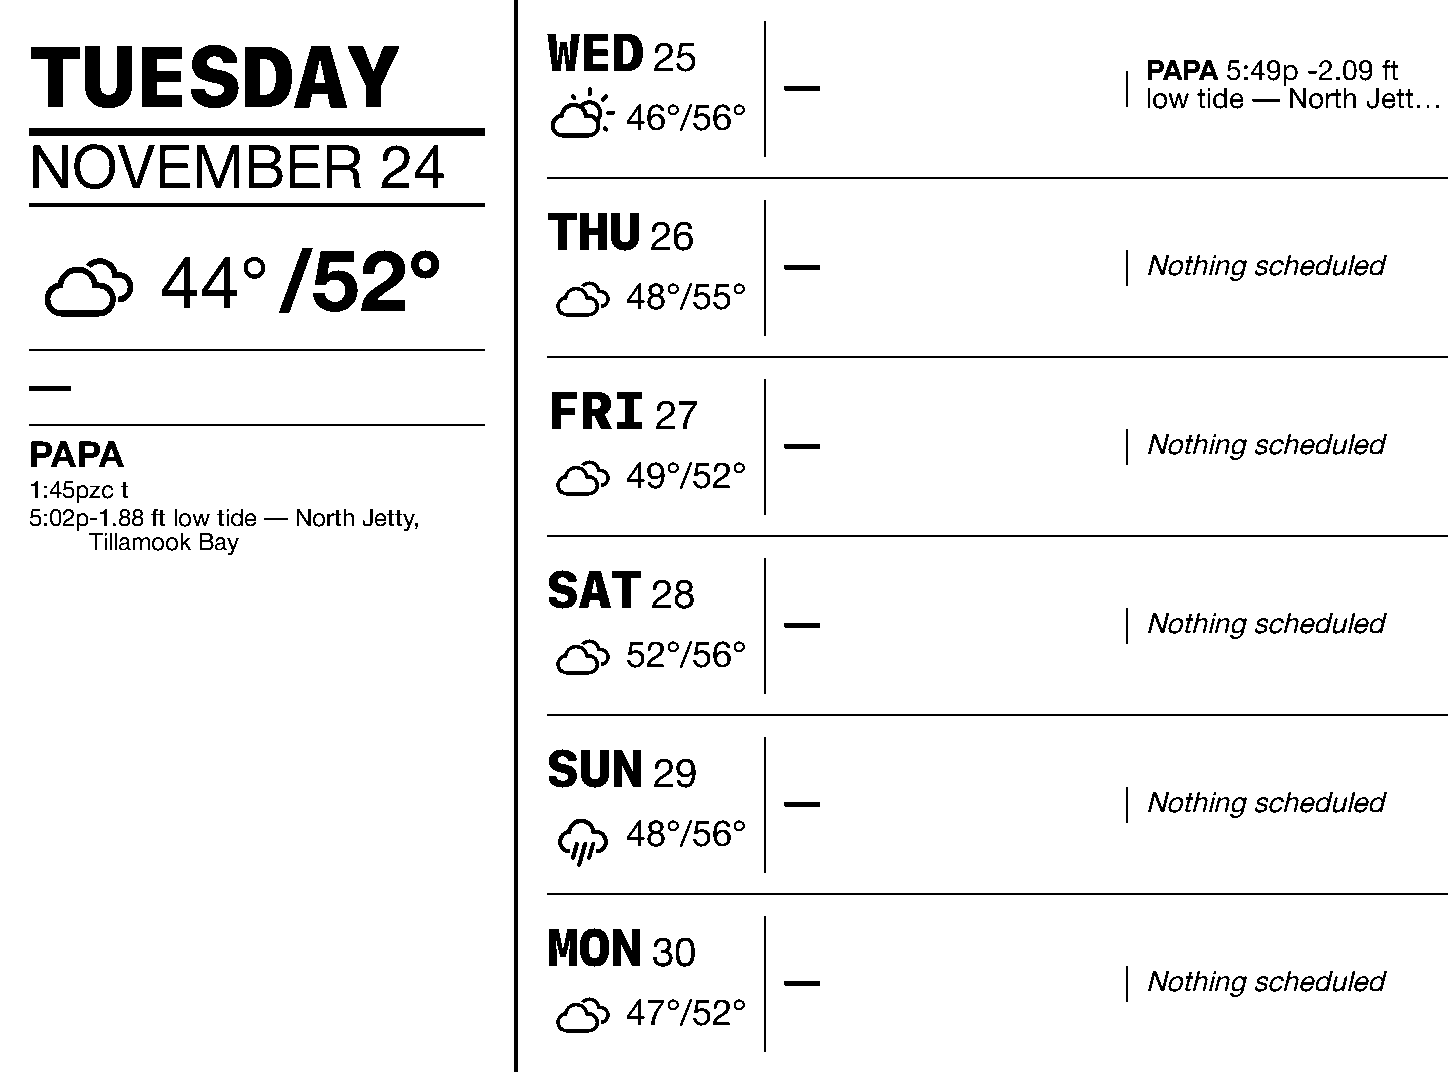 TUESDAY
NOVEMBER 24
44° /52°
—
PAPA
1:45pzc t
5:02p-1.88 ft low tide — North Jetty,
Tillamook Bay
WED 25
46°/56°
—
PAPA 5:49p -2.09 ft
low tide — North Jett…
THU 26
48°/55°
—
Nothing scheduled
FRI 27
49°/52°
—
Nothing scheduled
SAT 28
52°/56°
—
Nothing scheduled
SUN 29
48°/56°
—
Nothing scheduled
MON 30
47°/52°
—
Nothing scheduled